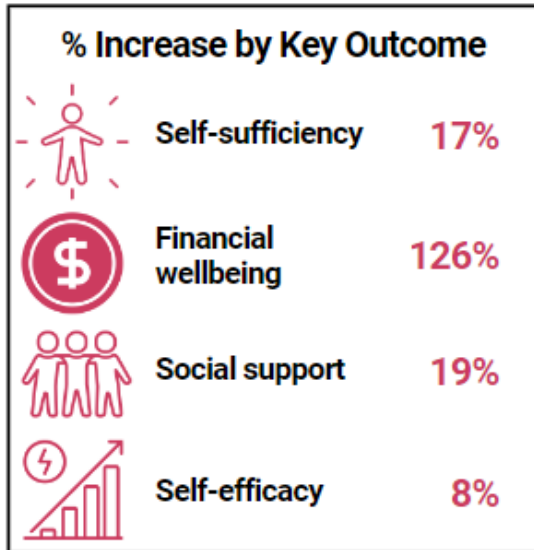 % Increase by Key Outcome
Self-sufficiency 17%
$
Financial
wellbeing 126%
Social support 19%
Self-efficacy 8%